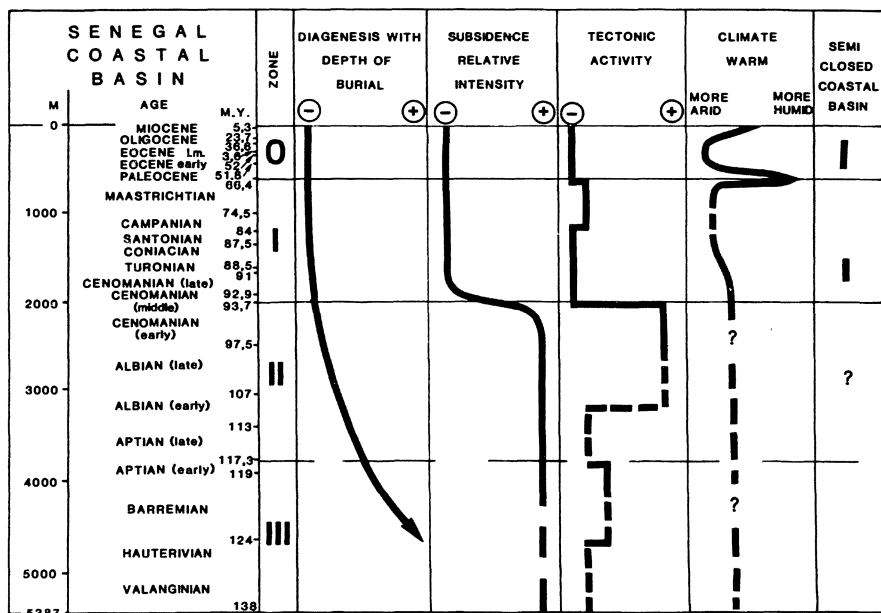 SENEGAL
COASTAL
BASIN
ZONE
DIAGENESIS WITH
DEPTH OF
BURIAL
SUBSIDENCE
RELATIVE
INTENSITY
TECTONIC
ACTIVITY
CLIMATE
WARM
SEMI
CLOSED
COASTAL
BASIN
M
AGE
M.Y.
− +
− +
− +
MORE
ARID
MORE
HUMID
0
MIOCENE 5,3
OLIGOCENE 23,7
EOCENE Lm.
EOCENE early 52
PALEOCENE
66,4
MAASTRICHTIAN
1000
74,5
CAMPANIAN 84
SANTONIAN 87,5
CONIACIAN
TURONIAN 88,5
91
CENOMANIAN (late)
92,9
2000 CENOMANIAN 93,7
(middle)
CENOMANIAN
(early)
97,5
ALBIAN (late)
3000
107
ALBIAN (early)
113
APTIAN (late)
117,3
APTIAN (early) 119
4000
BARREMIAN
124
HAUTERIVIAN
5000
VALANGINIAN
138
O
I
II
III
?
?
?